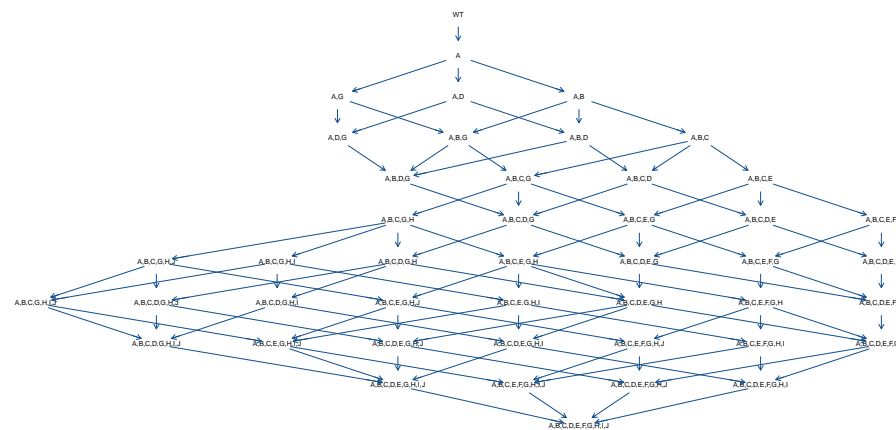 WT
A
A,G A,D A,B
A,D,G A,B,G A,B,D A,B,C
A,B,D,G A,B,C,G A,B,C,D A,B,C,E
A,B,C,G,H A,B,C,D,G A,B,C,E,G A,B,C,D,E A,B,C,E,F
A,B,C,G,H,J A,B,C,G,H,I A,B,C,D,G,H A,B,C,E,G,H A,B,C,D,E,G A,B,C,E,F,G A,B,C,D,E,
A,B,C,G,H,I,J A,B,C,D,G,H,J A,B,C,D,G,H,I A,B,C,E,G,H,J A,B,C,E,G,H,I A,B,C,D,E,G,H A,B,C,E,F,G,H A,B,C,D,E,F
A,B,C,D,G,H,I,J A,B,C,E,G,H,I,J A,B,C,D,E,G,H,J A,B,C,D,E,G,H,I A,B,C,E,F,G,H,J A,B,C,E,F,G,H,I A,B,C,D,E,F,G
A,B,C,D,E,G,H,I,J A,B,C,E,F,G,H,I,J A,B,C,D,E,F,G,H,J A,B,C,D,E,F,G,H,I
A,B,C,D,E,F,G,H,I,J